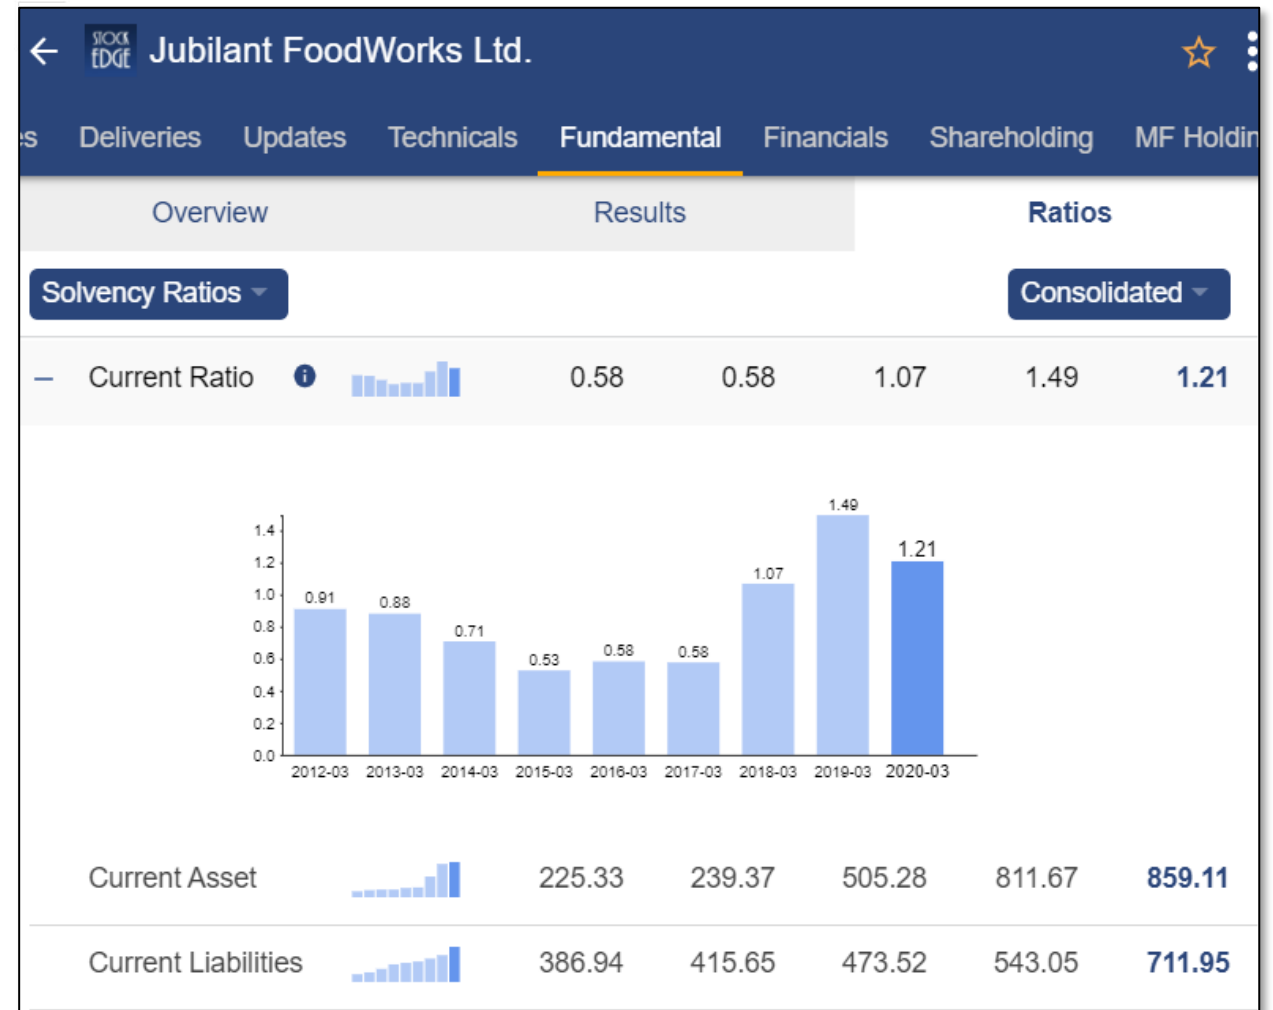 STOCK EDGE Jubilant FoodWorks Ltd.
es Deliveries Updates Technicals Fundamental Financials Shareholding MF Holdin
Overview Results Ratios
Solvency Ratios Consolidated
Current Ratio 0.58 0.58 1.07 1.49 1.21
1.49
1.4
1.21
1.2
1.07
1.0
0.91
0.88
0.8
0.71
0.6
0.53
0.58
0.58
0.4
0.2
0.0
2012-03 2013-03 2014-03 2015-03 2016-03 2017-03 2018-03 2019-03 2020-03
Current Asset 225.33 239.37 505.28 811.67 859.11
Current Liabilities 386.94 415.65 473.52 543.05 711.95